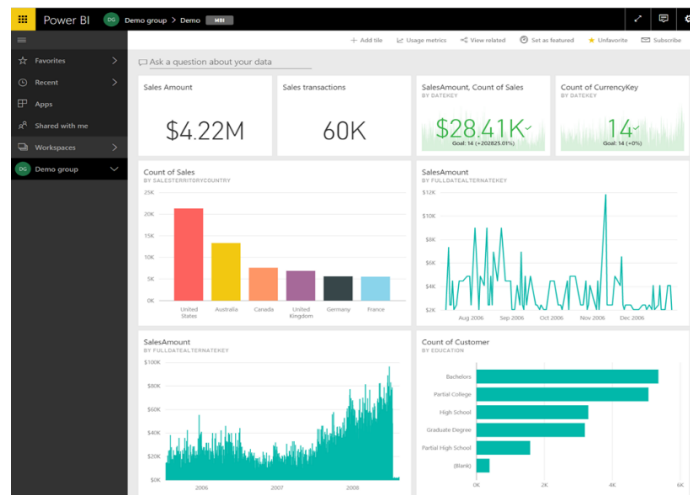 Power BI
DG
Demo group > Demo
MBI
+ Add tile
Usage metrics
View related
Set as featured
Unfavorite
Subscribe
Favorites
Recent
Apps
Shared with me
Workspaces
DG
Demo group
Ask a question about your data
Sales Amount
$4.22M
Sales transactions
60K
SalesAmount, Count of Sales
BY DATEKEY
$28.41K
Goal: 14 (+202825.01%)
Count of CurrencyKey
BY DATEKEY
14
Goal: 14 (+0%)
Count of Sales
BY SALESTERRITORYCOUNTRY
25K
20K
15K
10K
5K
0K
United States
Australia
Canada
United Kingdom
Germany
France
SalesAmount
BY FULLDATEALTERNATEKEY
$12K
$10K
$8K
$6K
$4K
$2K
Aug 2006
Sep 2006
Oct 2006
Nov 2006
Dec 2006
SalesAmount
BY FULLDATEALTERNATEKEY
$100K
$80K
$60K
$40K
$20K
$0K
2006
2007
2008
Count of Customer
BY EDUCATION
Bachelors
Partial College
High School
Graduate Degree
Partial High School
(Blank)
0K
2K
4K
6K